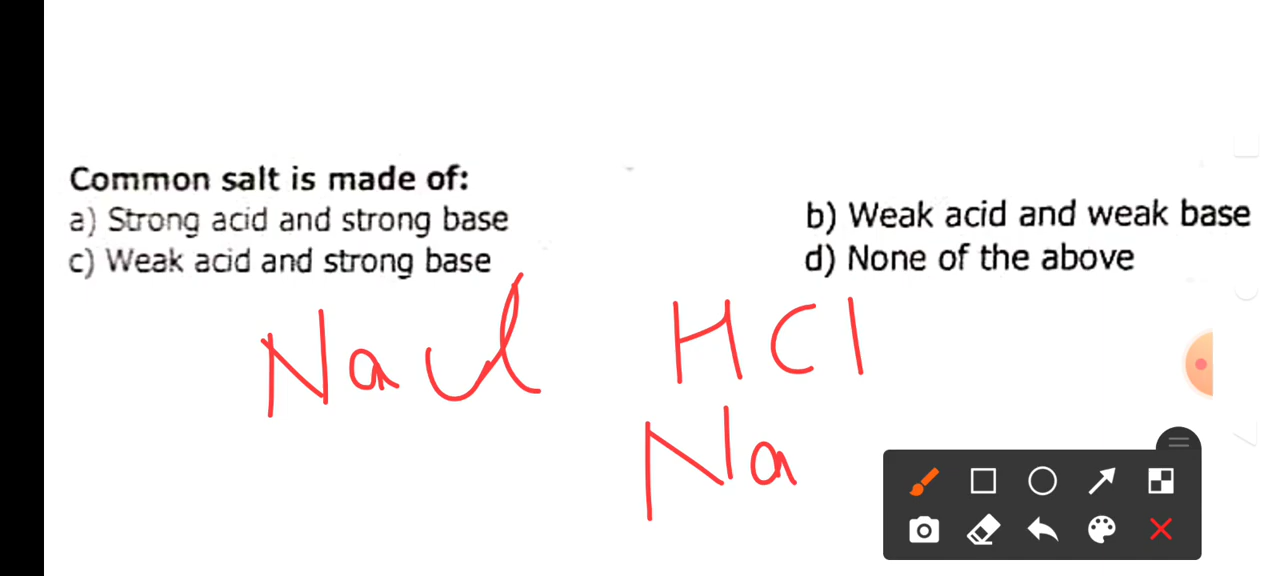 Common salt is made of:
a) Strong acid and strong base
b) Weak acid and weak base
c) Weak acid and strong base
d) None of the above
NaCl
HCl
Na